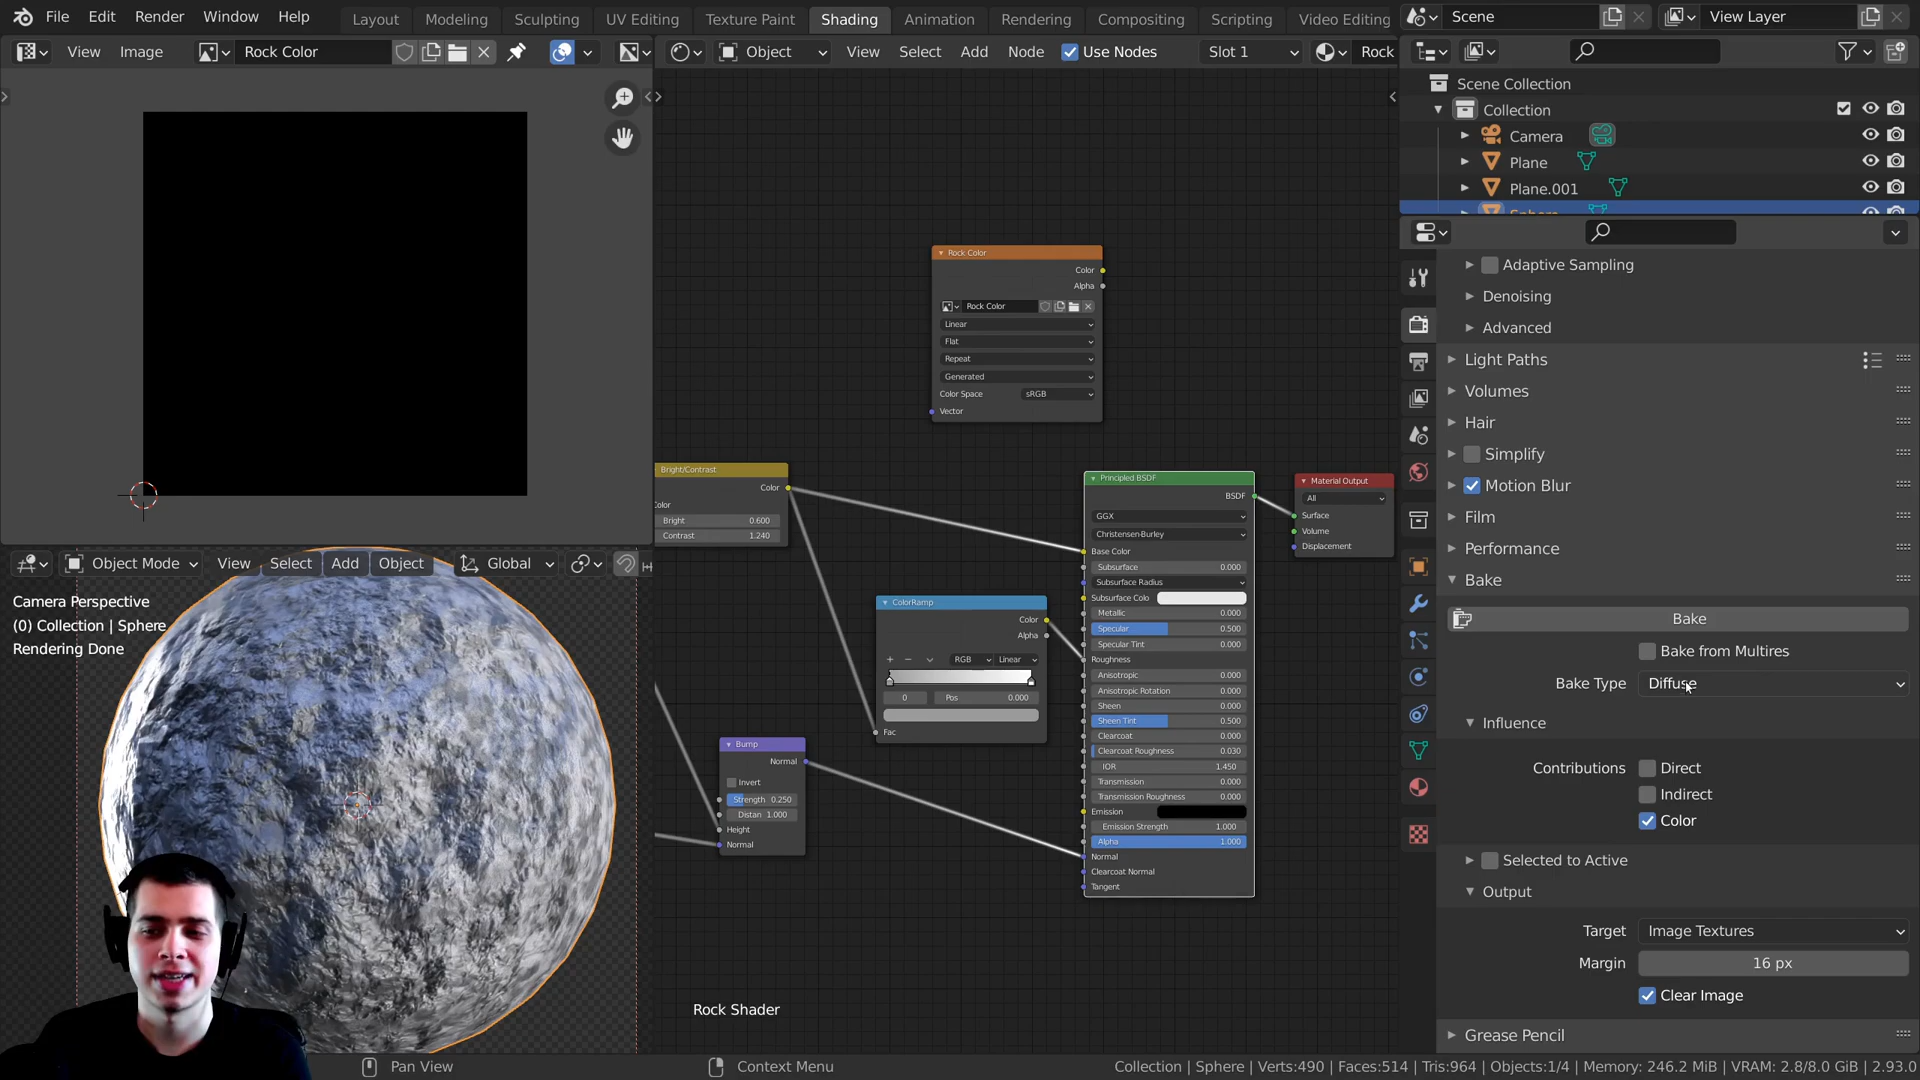 File Edit Render Window Help
Layout Modeling Sculpting UV Editing Texture Paint Shading Animation Rendering Compositing Scripting Video Editing
Scene
View Layer
View Image Rock Color
Object View Select Add Node Use Nodes Slot 1 Rock
Scene Collection
Collection
Camera
Plane
Plane.001
Sphere
Rock Color
Color
Alpha
Rock Color
Linear
Flat
Repeat
Generated
Color Space sRGB
Vector
Bright/Contrast
Color
Color
Bright 0.600
Contrast 1.240
ColorRamp
Color
Alpha
+ − RGB Linear
0 Pos 0.000
Fac
Bump
Normal
Invert
Strength 0.250
Distan 1.000
Height
Normal
Principled BSDF
BSDF
GGX
Christensen-Burley
Base Color
Subsurface 0.000
Subsurface Radius
Subsurface Colo
Metallic 0.000
Specular 0.500
Specular Tint 0.000
Roughness
Anisotropic 0.000
Anisotropic Rotation 0.000
Sheen 0.000
Sheen Tint 0.500
Clearcoat 0.000
Clearcoat Roughness 0.030
IOR 1.450
Transmission 0.000
Transmission Roughness 0.000
Emission
Emission Strength 1.000
Alpha 1.000
Normal
Clearcoat Normal
Tangent
Material Output
All
Surface
Volume
Displacement
Rock Shader
Object Mode View Select Add Object Global
Camera Perspective
(0) Collection | Sphere
Rendering Done
Adaptive Sampling
Denoising
Advanced
Light Paths
Volumes
Hair
Simplify
Motion Blur
Film
Performance
Bake
Bake
Bake from Multires
Bake Type Diffuse
Influence
Contributions Direct
Indirect
Color
Selected to Active
Output
Target Image Textures
Margin 16 px
Clear Image
Grease Pencil
Pan View Context Menu Collection | Sphere | Verts:490 | Faces:514 | Tris:964 | Objects:1/4 | Memory: 246.2 MiB | VRAM: 2.8/8.0 GiB | 2.93.0